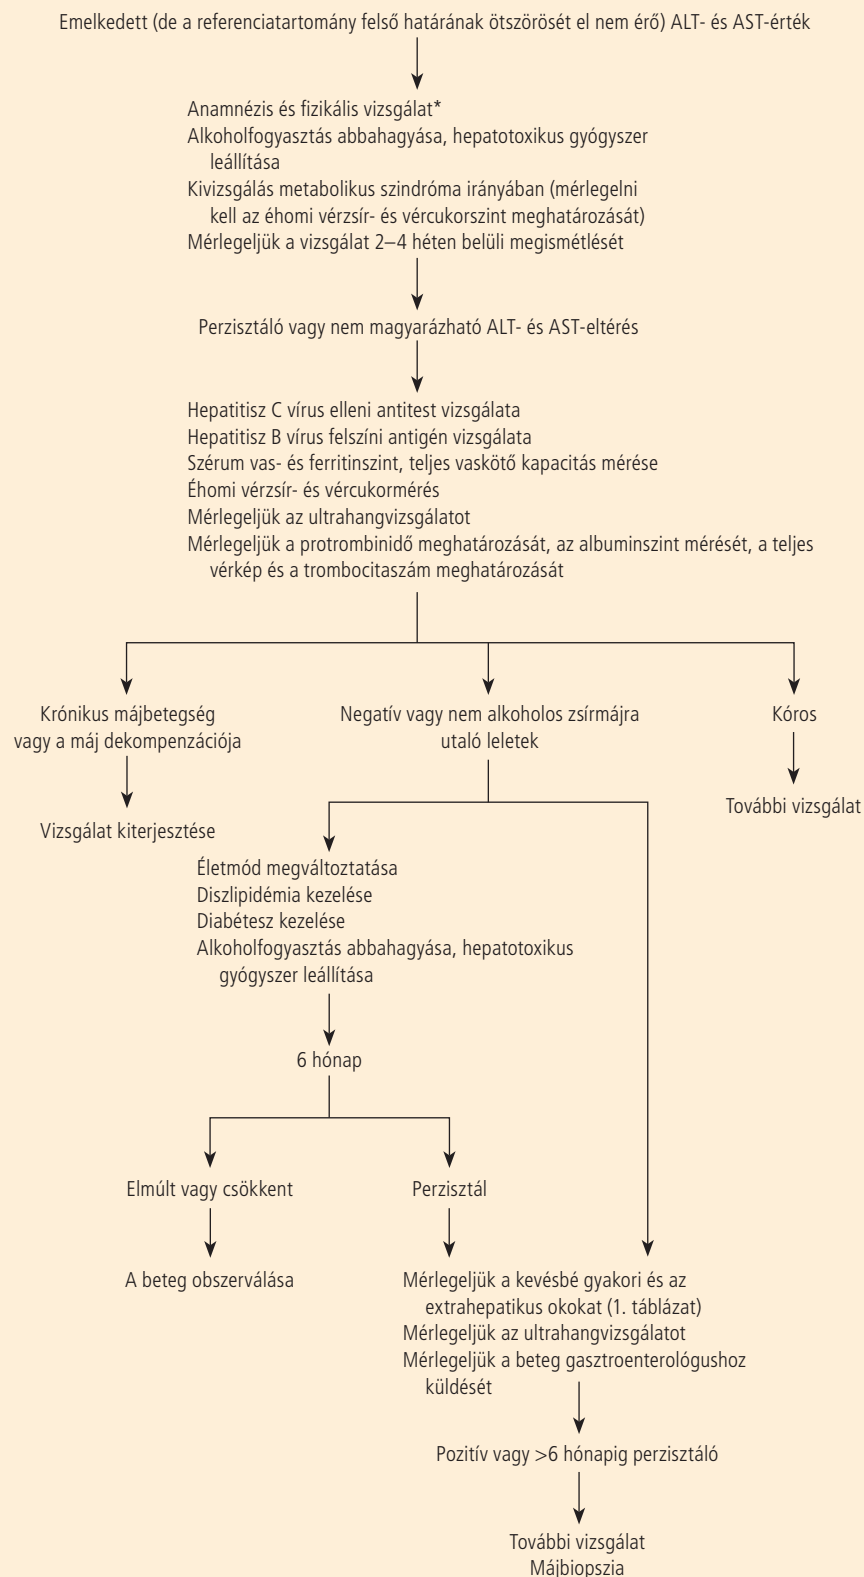 Emelkedett (de a referenciatartomány felső határának ötszörösét el nem érő) ALT- és AST-érték
Anamnézis és fizikális vizsgálat*
Alkoholfogyasztás abbahagyása, hepatotoxikus gyógyszer
leállítása
Kivizsgálás metabolikus szindróma irányában (mérlegelni
kell az éhomi vérzsír- és vércukorszint meghatározását)
Mérlegeljük a vizsgálat 2–4 héten belüli megismétlését
Perzisztáló vagy nem magyarázható ALT- és AST-eltérés
Hepatitisz C vírus elleni antitest vizsgálata
Hepatitisz B vírus felszíni antigén vizsgálata
Szérum vas- és ferritinszint, teljes vaskötő kapacitás mérése
Éhomi vérzsír- és vércukormérés
Mérlegeljük az ultrahangvizsgálatot
Mérlegeljük a protrombinidő meghatározását, az albuminszint mérését, a teljes
vérkép és a trombocitaszám meghatározását
Krónikus májbetegség
vagy a máj dekompenzációja
Vizsgálat kiterjesztése
Negatív vagy nem alkoholos zsírmájra
utaló leletek
Kóros
További vizsgálat
Életmód megváltoztatása
Diszlipidémia kezelése
Diabétesz kezelése
Alkoholfogyasztás abbahagyása, hepatotoxikus
gyógyszer leállítása
6 hónap
Elmúlt vagy csökkent
Perzisztál
A beteg obszerválása
Mérlegeljük a kevésbé gyakori és az
extrahepatikus okokat (1. táblázat)
Mérlegeljük az ultrahangvizsgálatot
Mérlegeljük a beteg gasztroenterológushoz
küldését
Pozitív vagy >6 hónapig perzisztáló
További vizsgálat
Májbiopszia